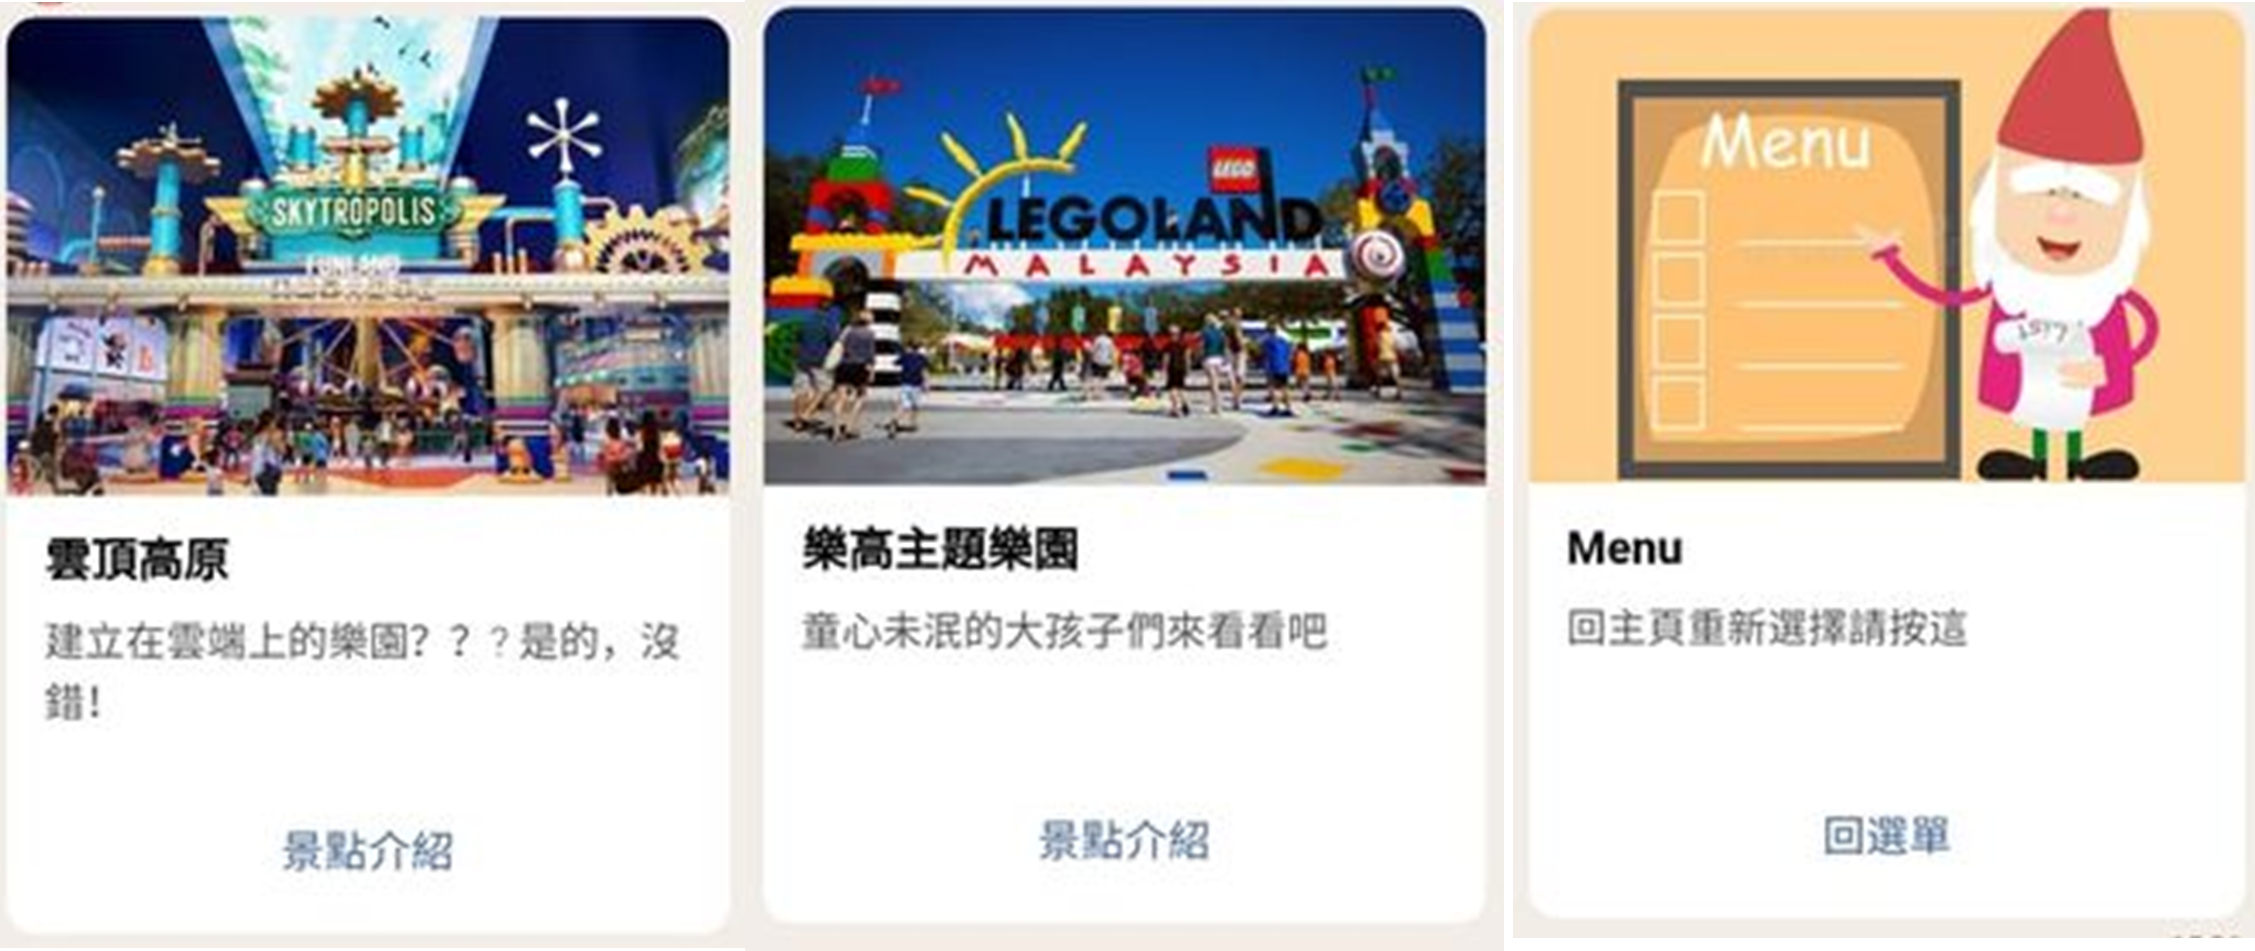 SKYTROPOLIS
FUNLAND
雲頂高原
建立在雲端上的樂園？？？是的，沒
錯！
景點介紹
LEGO
LEGOLAND
MALAYSIA
樂高主題樂園
童心未泯的大孩子們來看看吧
景點介紹
Menu
Menu
回主頁重新選擇請按這
回選單